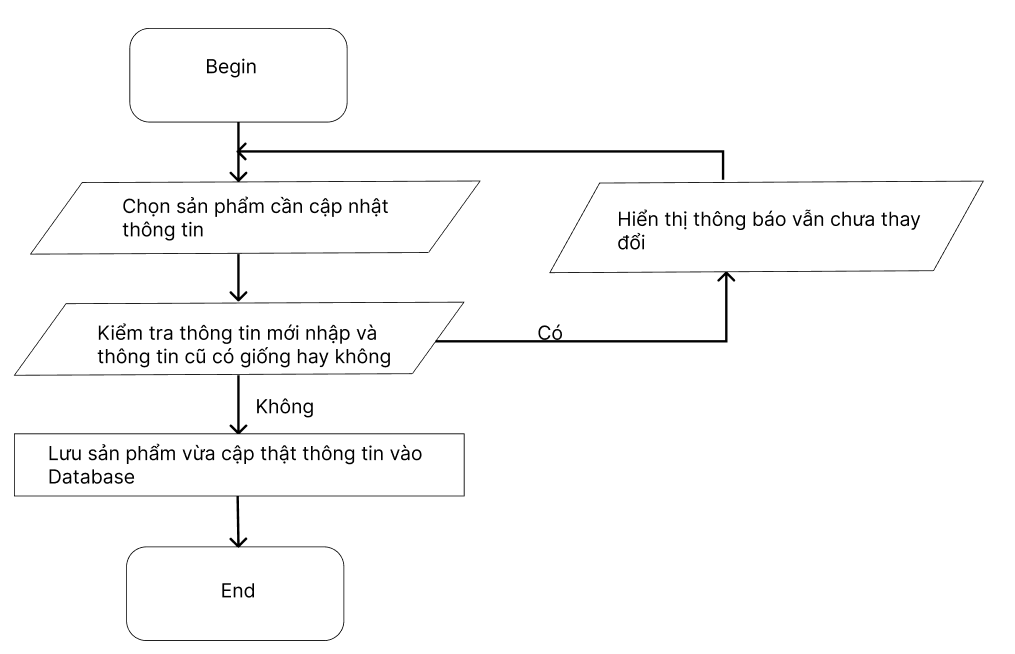 Begin
Chọn sản phẩm cần cập nhật
thông tin
Hiển thị thông báo vẫn chưa thay
đổi
Kiểm tra thông tin mới nhập và
thông tin cũ có giống hay không
Có
Không
Lưu sản phẩm vừa cập thật thông tin vào
Database
End